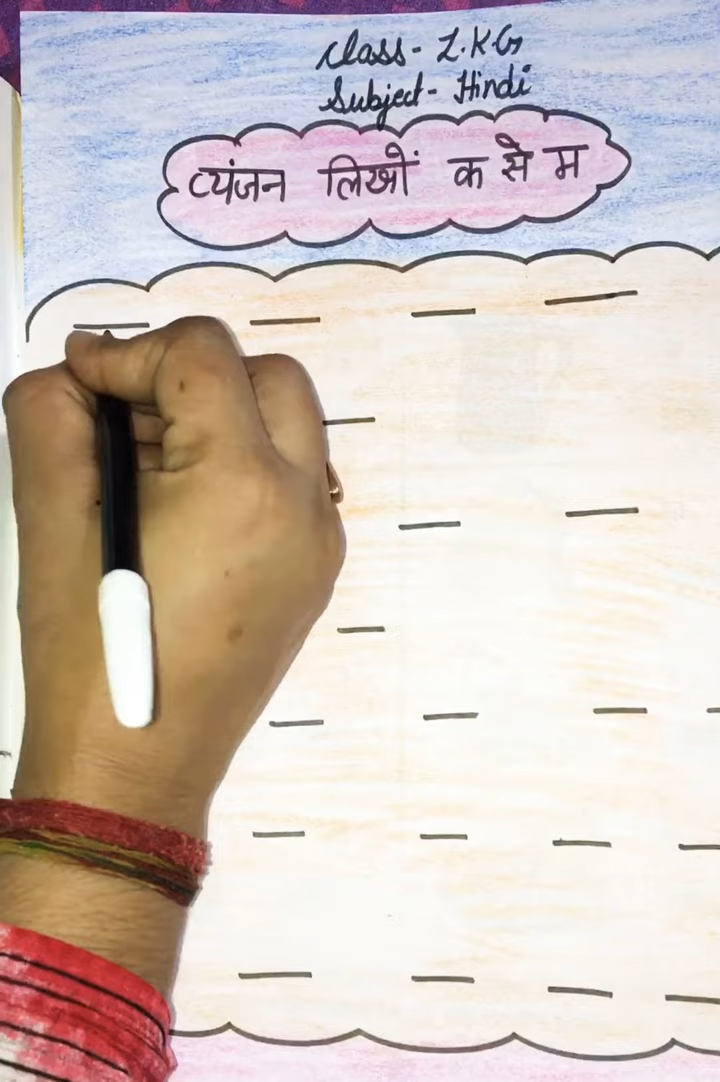 Class- L.K.G
Subject- Hindi
व्यंजन लिखों क से म